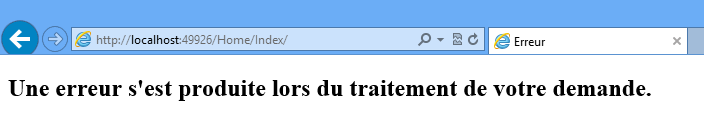 http://localhost:49926/Home/Index/
Erreur
Une erreur s'est produite lors du traitement de votre demande.